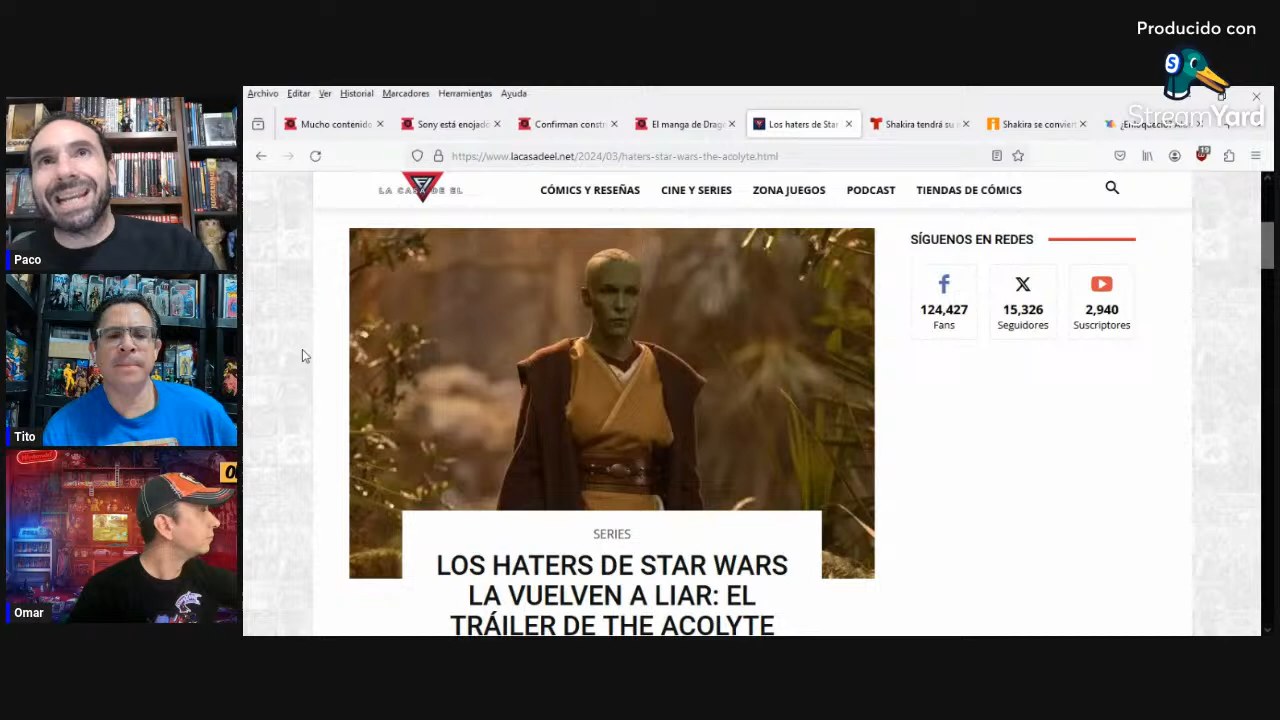 Producido con
StreamYard
Archivo Editar Ver Historial Marcadores Herramientas Ayuda
Mucho contenido
Sony está enojado
Confirman constr
El manga de Drag
Los haters de Star
Shakira tendrá su
Shakira se convier
19
https://www.lacasadeel.net/2024/03/haters-star-wars-the-acolyte.html
LA CASA DE EL
CÓMICS Y RESEÑAS CINE Y SERIES ZONA JUEGOS PODCAST TIENDAS DE CÓMICS
SÍGUENOS EN REDES
124,427 15,326 2,940
Fans Seguidores Suscriptores
SERIES
LOS HATERS DE STAR WARS
LA VUELVEN A LIAR: EL
TRÁILER DE THE ACOLYTE
Paco
Tito
Omar